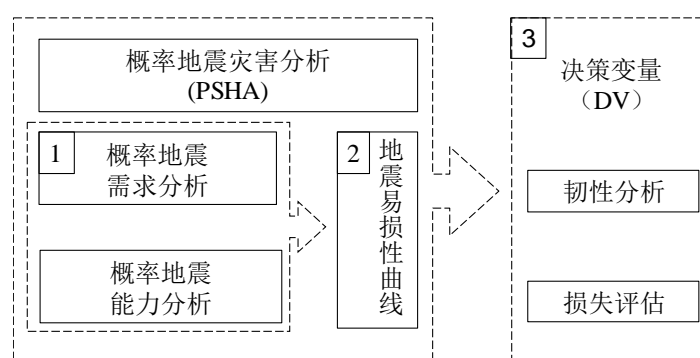 概率地震灾害分析
(PSHA)
1
概率地震
需求分析
概率地震
能力分析
2
地震易损性曲线
3
决策变量
（DV）
韧性分析
损失评估